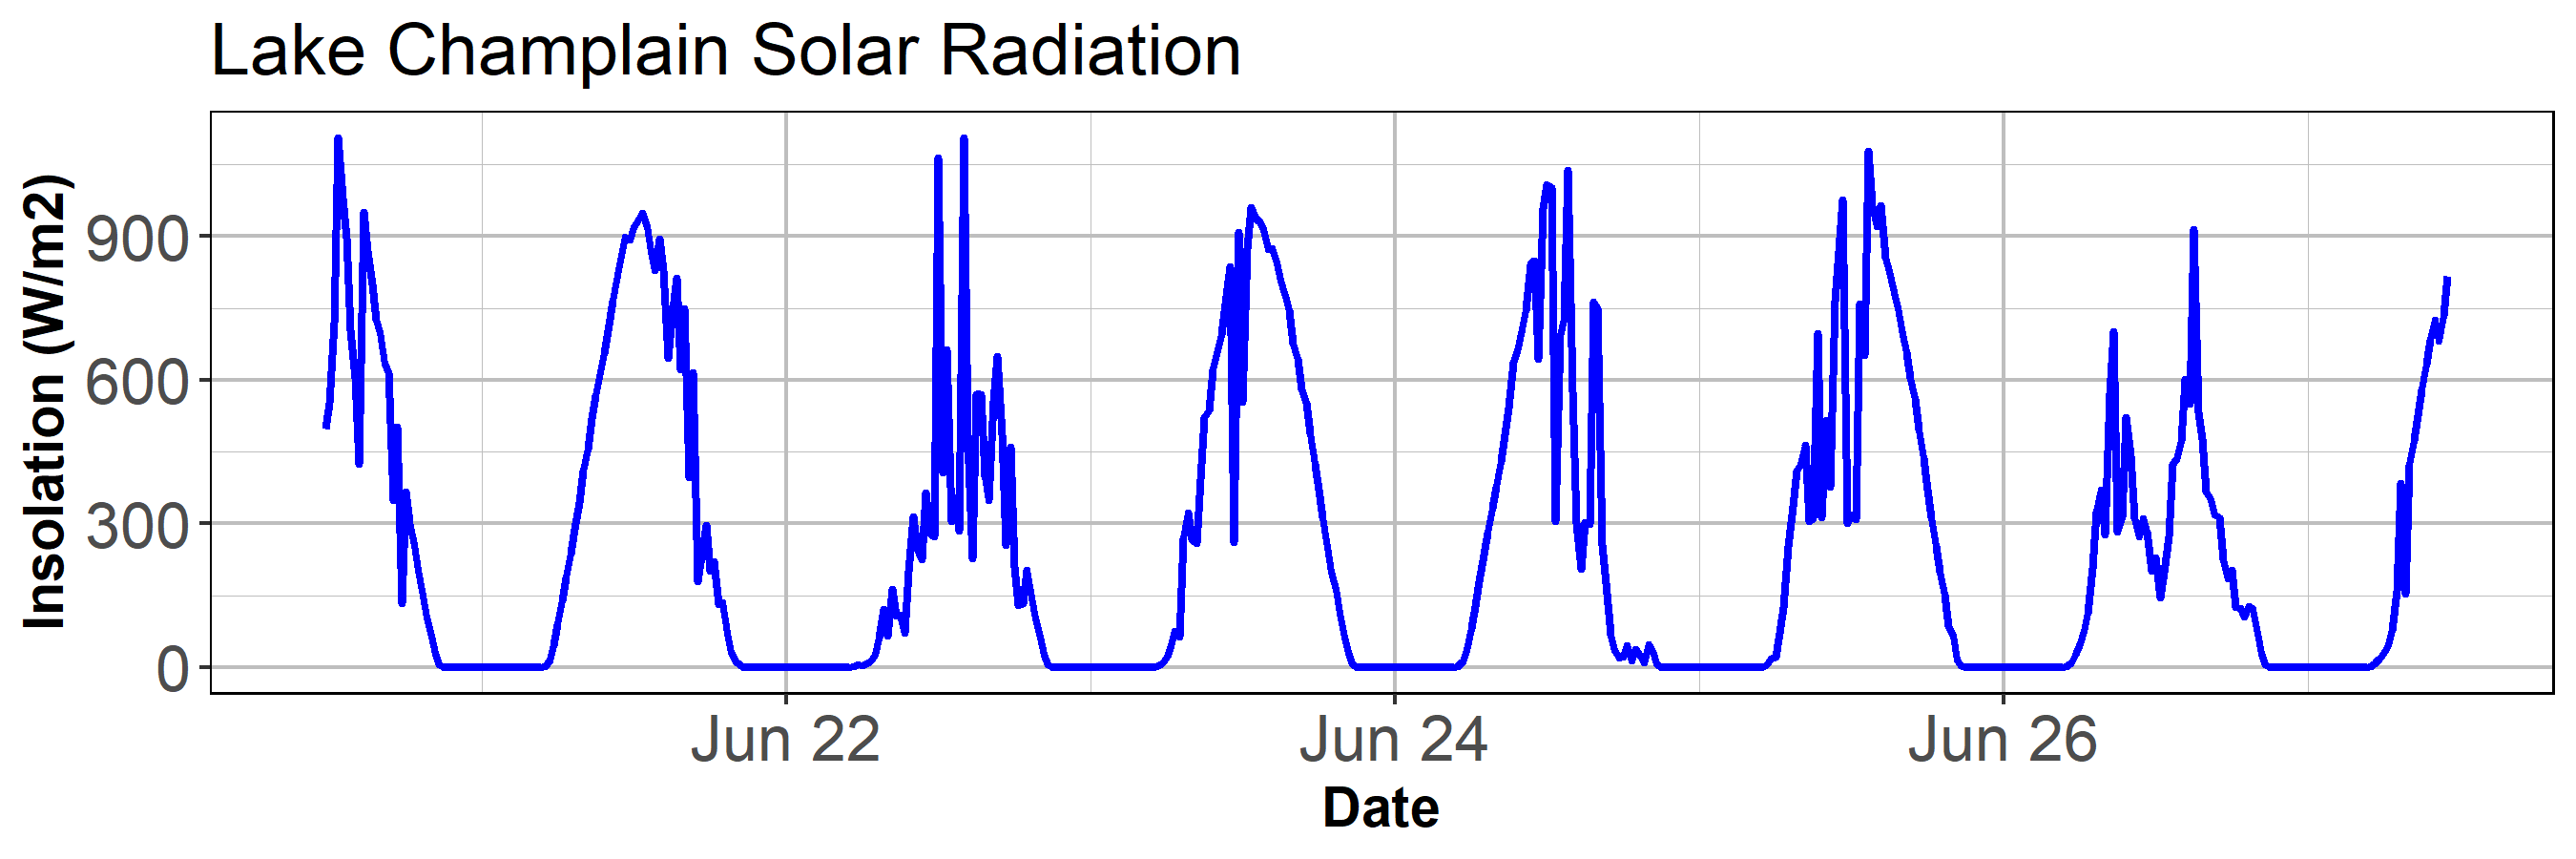 Lake Champlain Solar Radiation
Insolation (W/m2)
900
600
300
0
Jun 22
Jun 24
Jun 26
Date